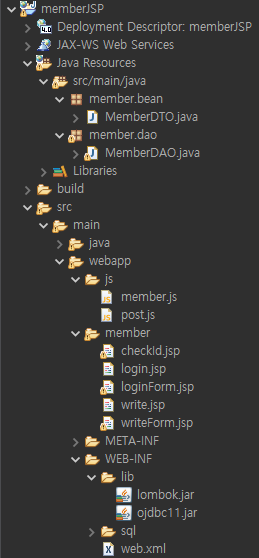 memberJSP
Deployment Descriptor: memberJSP
JAX-WS Web Services
Java Resources
src/main/java
member.bean
MemberDTO.java
member.dao
MemberDAO.java
Libraries
build
src
main
java
webapp
js
member.js
post.js
member
checkId.jsp
login.jsp
loginForm.jsp
write.jsp
writeForm.jsp
META-INF
WEB-INF
lib
lombok.jar
ojdbc11.jar
sql
web.xml